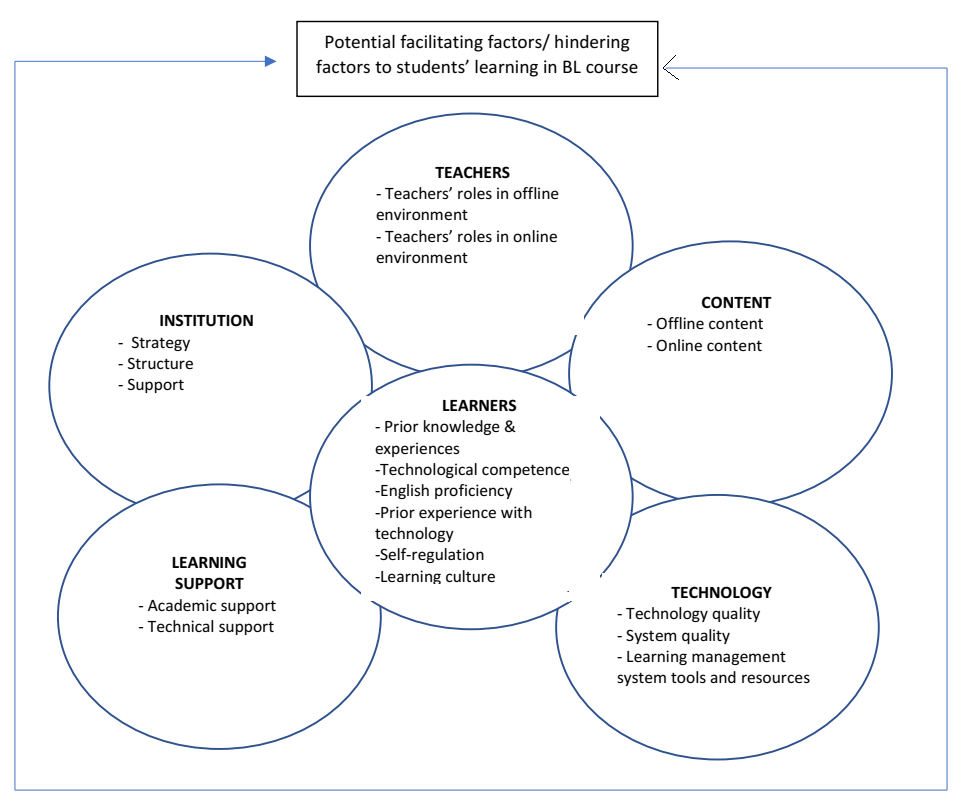 Potential facilitating factors/ hindering
factors to students’ learning in BL course
TEACHERS
- Teachers’ roles in offline
environment
- Teachers’ roles in online
environment
CONTENT
- Offline content
- Online content
INSTITUTION
- Strategy
- Structure
- Support
LEARNERS
- Prior knowledge &
experiences
-Technological competence
-English proficiency
-Prior experience with
technology
-Self-regulation
-Learning culture
LEARNING
SUPPORT
- Academic support
- Technical support
TECHNOLOGY
- Technology quality
- System quality
- Learning management
system tools and resources